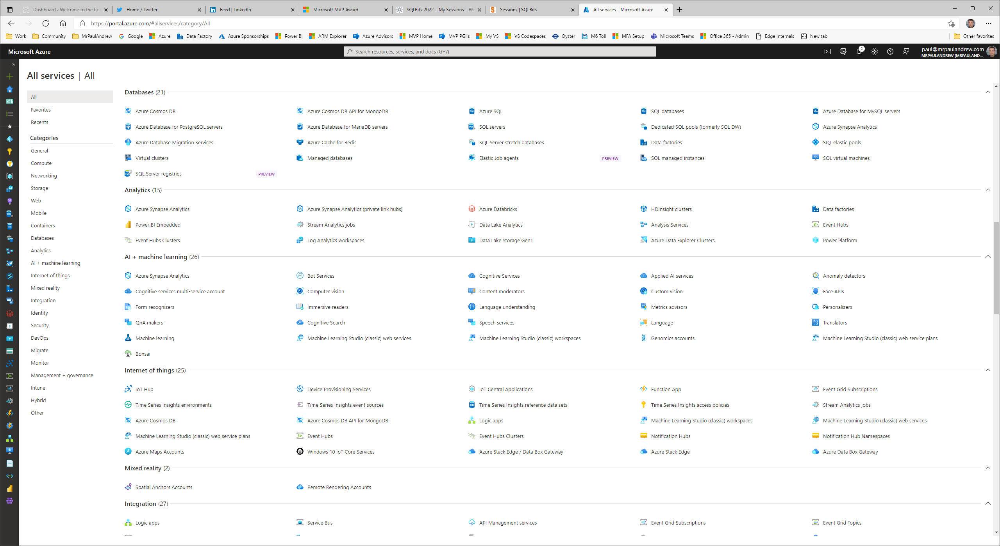 Dashboard ‹ Welcome to the Co
Home / Twitter
Feed | LinkedIn
Microsoft MVP Award
SQLBits 2022 – My Sessions – We
Sessions | SQLBits
All services - Microsoft Azure
https://portal.azure.com/#allservices/category/All
Work
Community
MrPaulAndrew
Google
Azure
Data Factory
Azure Sponsorships
Power BI
ARM Explorer
Azure Advisors
MVP Home
MVP PGI's
My VS
VS Codespaces
Oyster
M6 Toll
MFA Setup
Microsoft Teams
Office 365 - Admin
Edge Internals
New tab
Other favorites
Microsoft Azure
Search resources, services, and docs (G+/)
2
paul@mrpaulandrew.com
MRPAULANDREW (MRPAULAND...
All services | All
All
Favorites
Recents
Categories
General
Compute
Networking
Storage
Web
Mobile
Containers
Databases
Analytics
AI + machine learning
Internet of things
Mixed reality
Integration
Identity
Security
DevOps
Migrate
Monitor
Management + governance
Intune
Hybrid
Other
Databases (21)
Azure Cosmos DB
Azure Cosmos DB API for MongoDB
Azure SQL
SQL databases
Azure Database for MySQL servers
Azure Database for PostgreSQL servers
Azure Database for MariaDB servers
SQL servers
Dedicated SQL pools (formerly SQL DW)
Azure Synapse Analytics
Azure Database Migration Services
Azure Cache for Redis
SQL Server stretch databases
Data factories
SQL elastic pools
Virtual clusters
Managed databases
Elastic Job agents
PREVIEW
SQL managed instances
SQL virtual machines
SQL Server registries
PREVIEW
Analytics (15)
Azure Synapse Analytics
Azure Synapse Analytics (private link hubs)
Azure Databricks
HDInsight clusters
Data factories
Power BI Embedded
Stream Analytics jobs
Data Lake Analytics
Analysis Services
Event Hubs
Event Hubs Clusters
Log Analytics workspaces
Data Lake Storage Gen1
Azure Data Explorer Clusters
Power Platform
AI + machine learning (26)
Azure Synapse Analytics
Bot Services
Cognitive Services
Applied AI services
Anomaly detectors
Cognitive services multi-service account
Computer vision
Content moderators
Custom vision
Face APIs
Form recognizers
Immersive readers
Language understanding
Metrics advisors
Personalizers
QnA makers
Cognitive Search
Speech services
Language
Translators
Machine learning
Machine Learning Studio (classic) web services
Machine Learning Studio (classic) workspaces
Genomics accounts
Machine Learning Studio (classic) web service plans
Bonsai
Internet of things (25)
IoT Hub
Device Provisioning Services
IoT Central Applications
Function App
Event Grid Subscriptions
Time Series Insights environments
Time Series Insights event sources
Time Series Insights reference data sets
Time Series Insights access policies
Stream Analytics jobs
Azure Cosmos DB
Azure Cosmos DB API for MongoDB
Logic apps
Machine Learning Studio (classic) workspaces
Machine Learning Studio (classic) web services
Machine Learning Studio (classic) web service plans
Event Hubs
Event Hubs Clusters
Notification Hubs
Notification Hub Namespaces
Azure Maps Accounts
Windows 10 IoT Core Services
Azure Stack Edge / Data Box Gateway
Azure Stack Edge
Azure Data Box Gateway
Mixed reality (2)
Spatial Anchors Accounts
Remote Rendering Accounts
Integration (27)
Logic apps
Service Bus
API Management services
Event Grid Subscriptions
Event Grid Topics